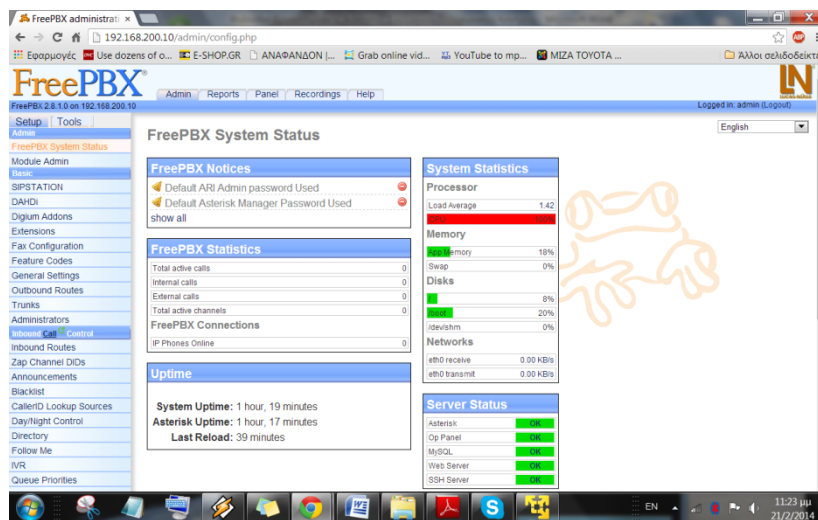 FreePBX administrati ×
192.168.200.10/admin/config.php
Εφαρμογές Use dozens of o... E-SHOP.GR ΑΝΑΦΑΝΔΟΝ |... Grab online vid... YouTube to mp... MIZA TOYOTA ... Άλλοι σελιδοδείκτε
FreePBX®
Admin Reports Panel Recordings Help
FreePBX 2.8.1.0 on 192.168.200.10
Logged in: admin (Logout)
LN
Setup Tools
English
Admin
FreePBX System Status
Module Admin
Basic
SIPSTATION
DAHDi
Digium Addons
Extensions
Fax Configuration
Feature Codes
General Settings
Outbound Routes
Trunks
Administrators
Inbound Call Control
Inbound Routes
Zap Channel DIDs
Announcements
Blacklist
CallerID Lookup Sources
Day/Night Control
Directory
Follow Me
IVR
Queue Priorities
FreePBX System Status
FreePBX Notices
Default ARI Admin password Used
Default Asterisk Manager Password Used
show all
FreePBX Statistics
Total active calls 0
Internal calls 0
External calls 0
Total active channels 0
FreePBX Connections
IP Phones Online 0
Uptime
System Uptime: 1 hour, 19 minutes
Asterisk Uptime: 1 hour, 17 minutes
Last Reload: 39 minutes
System Statistics
Processor
Load Average 1.42
CPU 100%
Memory
App Memory 18%
Swap 0%
Disks
/ 8%
/boot 20%
/dev/shm 0%
Networks
eth0 receive 0.00 KB/s
eth0 transmit 0.00 KB/s
Server Status
Asterisk OK
Op Panel OK
MySQL OK
Web Server OK
SSH Server OK
EN
11:23 μμ
21/2/2014